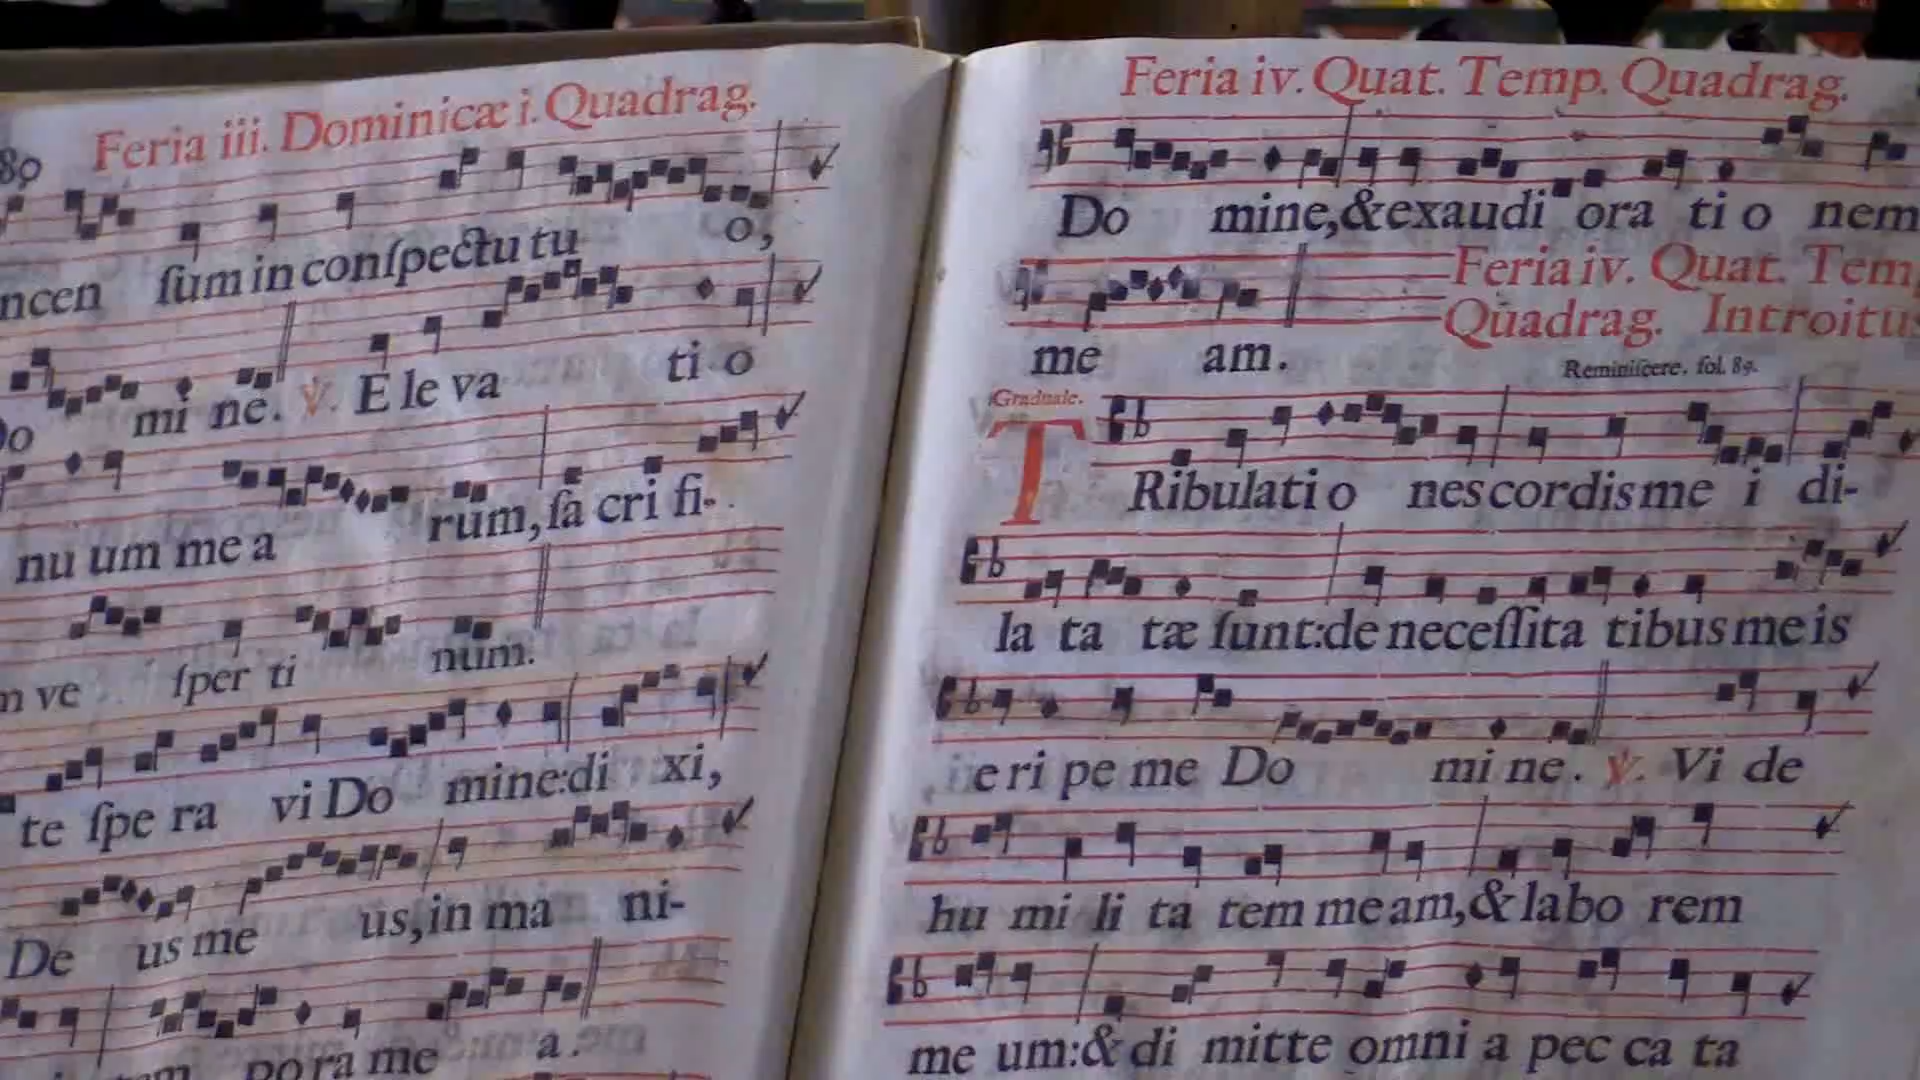 80
Feria iii. Dominicæ i. Quadrag.
ncen ſum in conſpectu tu o,
mi ne. ℣. E le va ti o
nu um me a rum, ſa cri fi-
ve ſper ti num.
te ſpe ra vi Do mine: di xi,
De us me us, in ma ni-
po ra me a.
Feria iv. Quat. Temp. Quadrag.
Do mine, & exaudi ora ti o nem
me am.
Feria iv. Quat. Tem
Quadrag. Introitus
Reminiſcere. fol. 89.
Graduale.
TRibulati o nes cordis me i di-
la ta tæ ſunt: de neceſſita tibus me is
e ri pe me Do mi ne. ℣. Vi de
hu mi li ta tem me am, & labo rem
me um: & di mitte omni a pec ca ta